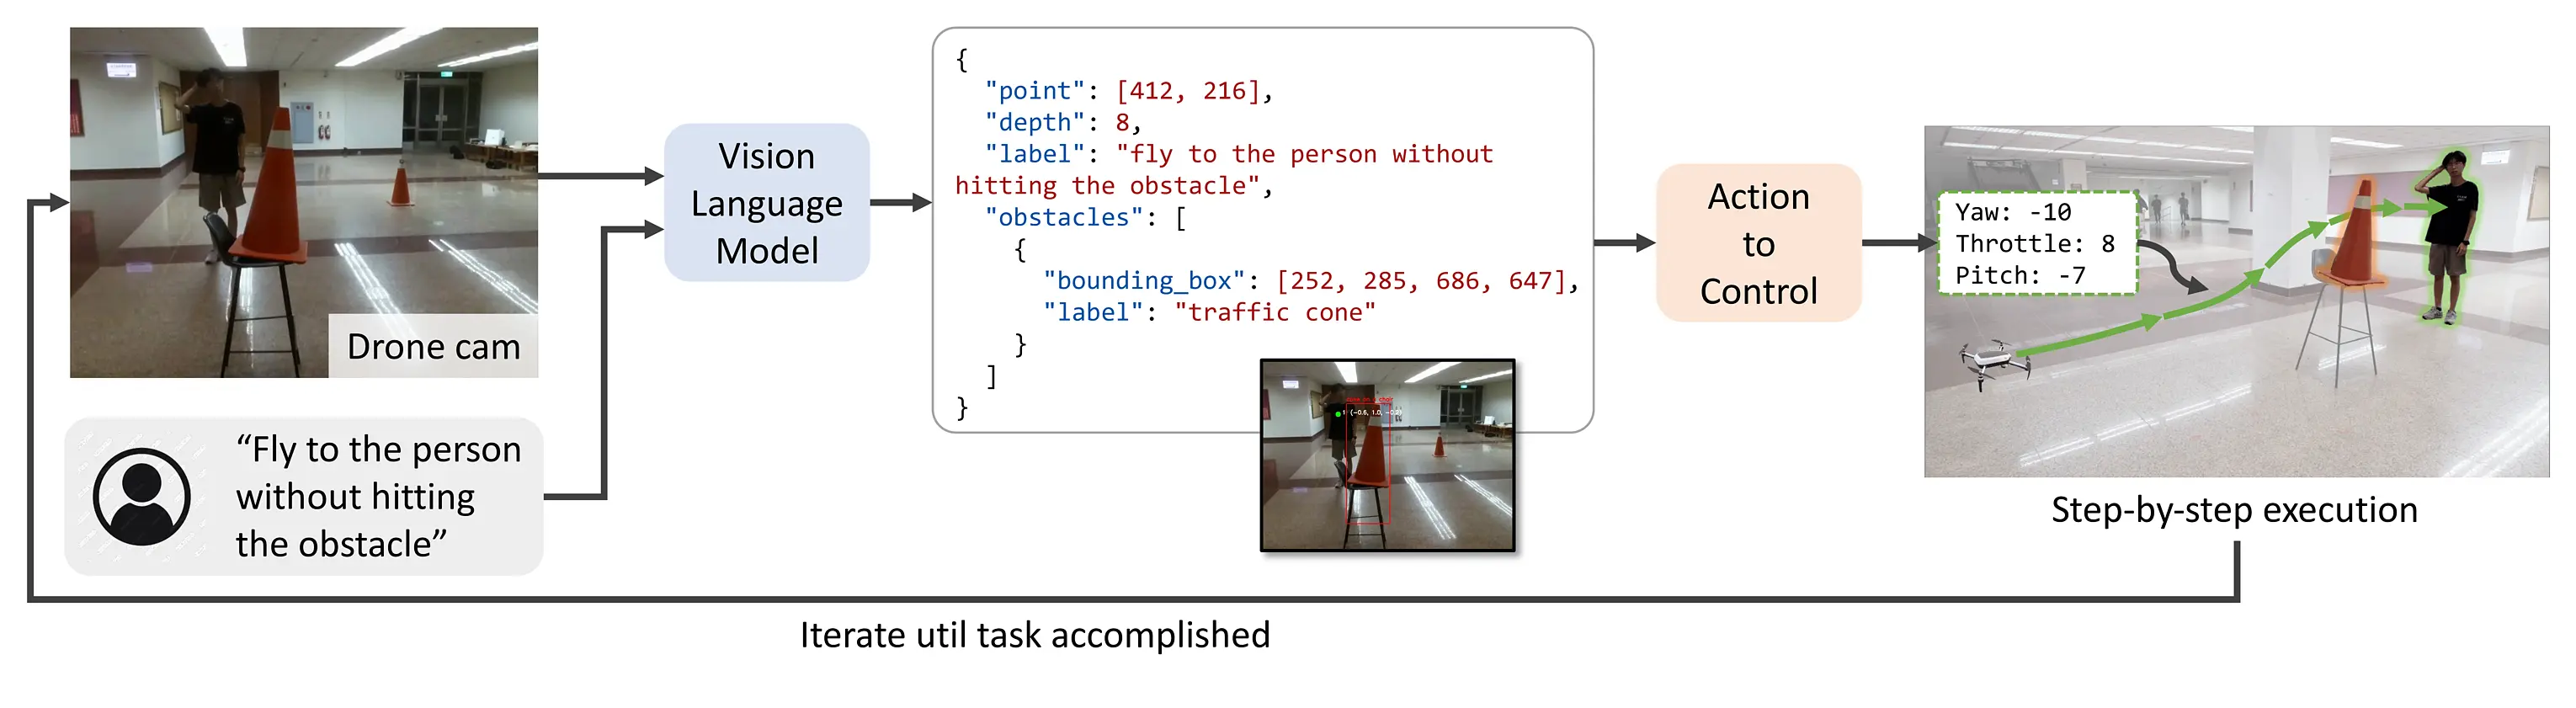 Drone cam
“Fly to the person
without hitting
the obstacle”
Vision
Language
Model
{
"point": [412, 216],
"depth": 8,
"label": "fly to the person without
hitting the obstacle",
"obstacles": [
{
"bounding_box": [252, 285, 686, 647],
"label": "traffic cone"
}
]
}
Action
to
Control
Yaw: -10
Throttle: 8
Pitch: -7
Step-by-step execution
Iterate util task accomplished